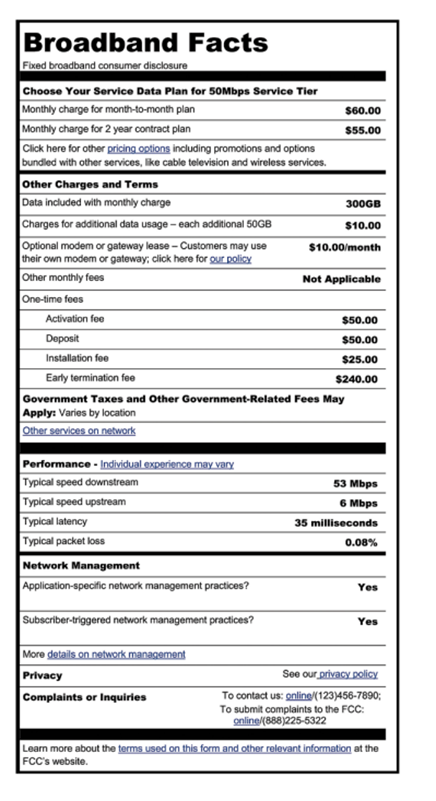 Broadband Facts
Fixed broadband consumer disclosure
Choose Your Service Data Plan for 50Mbps Service Tier
Monthly charge for month-to-month plan $60.00
Monthly charge for 2 year contract plan $55.00
Click here for other pricing options including promotions and options
bundled with other services, like cable television and wireless services.
Other Charges and Terms
Data included with monthly charge 300GB
Charges for additional data usage – each additional 50GB $10.00
Optional modem or gateway lease – Customers may use $10.00/month
their own modem or gateway; click here for our policy
Other monthly fees Not Applicable
One-time fees
Activation fee $50.00
Deposit $50.00
Installation fee $25.00
Early termination fee $240.00
Government Taxes and Other Government-Related Fees May
Apply: Varies by location
Other services on network
Performance - Individual experience may vary
Typical speed downstream 53 Mbps
Typical speed upstream 6 Mbps
Typical latency 35 milliseconds
Typical packet loss 0.08%
Network Management
Application-specific network management practices? Yes
Subscriber-triggered network management practices? Yes
More details on network management
Privacy See our privacy policy
Complaints or Inquiries To contact us: online/(123)456-7890;
To submit complaints to the FCC:
online/(888)225-5322
Learn more about the terms used on this form and other relevant information at the
FCC's website.